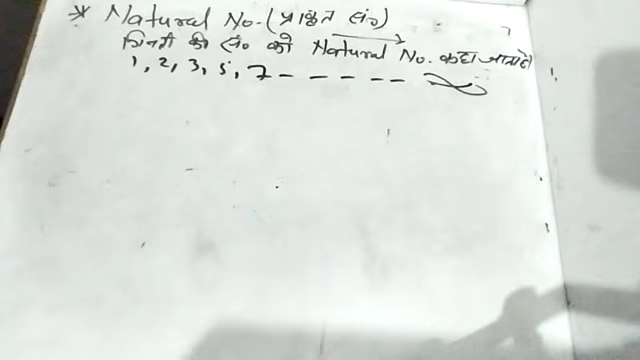 * Natural No. (प्राकृत सं०)
गिनती की सं० को Natural No. कहा जाता है
1, 2, 3, 5, 7 - - - - - - ∞